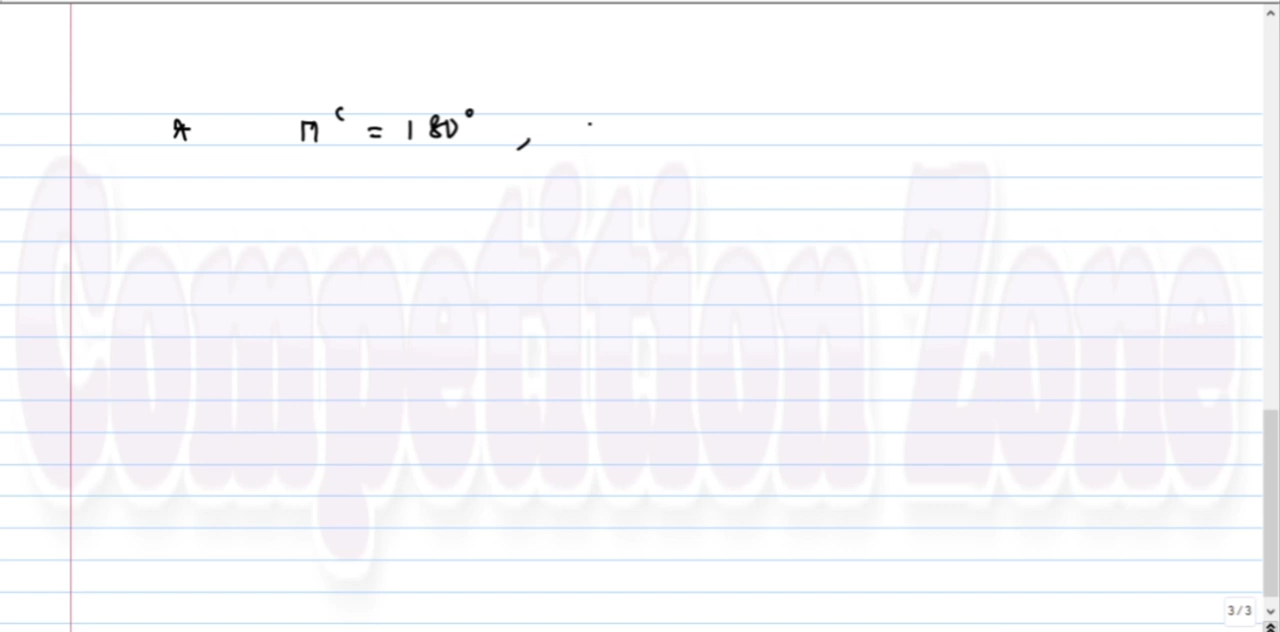 ★ π^c = 180° ,
Competition Zone
3/3